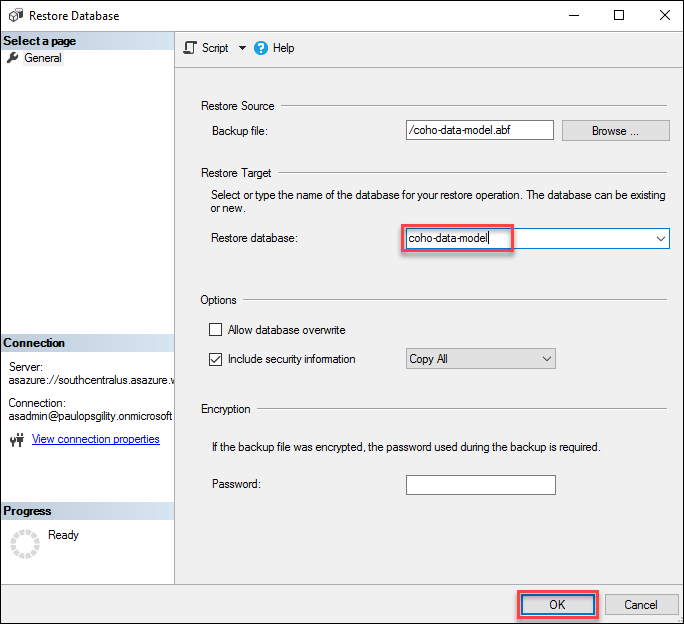 Restore Database
Select a page
General
Script
Help
Restore Source
Backup file:
/coho-data-model.abf
Browse ...
Restore Target
Select or type the name of the database for your restore operation. The database can be existing
or new.
Restore database:
coho-data-model
Options
Allow database overwrite
Include security information
Copy All
Encryption
If the backup file was encrypted, the password used during the backup is required.
Password:
Connection
Server:
asazure://southcentralus.asazure.w
Connection:
asadmin@paulopsgility.onmicrosoft
View connection properties
Progress
Ready
OK
Cancel